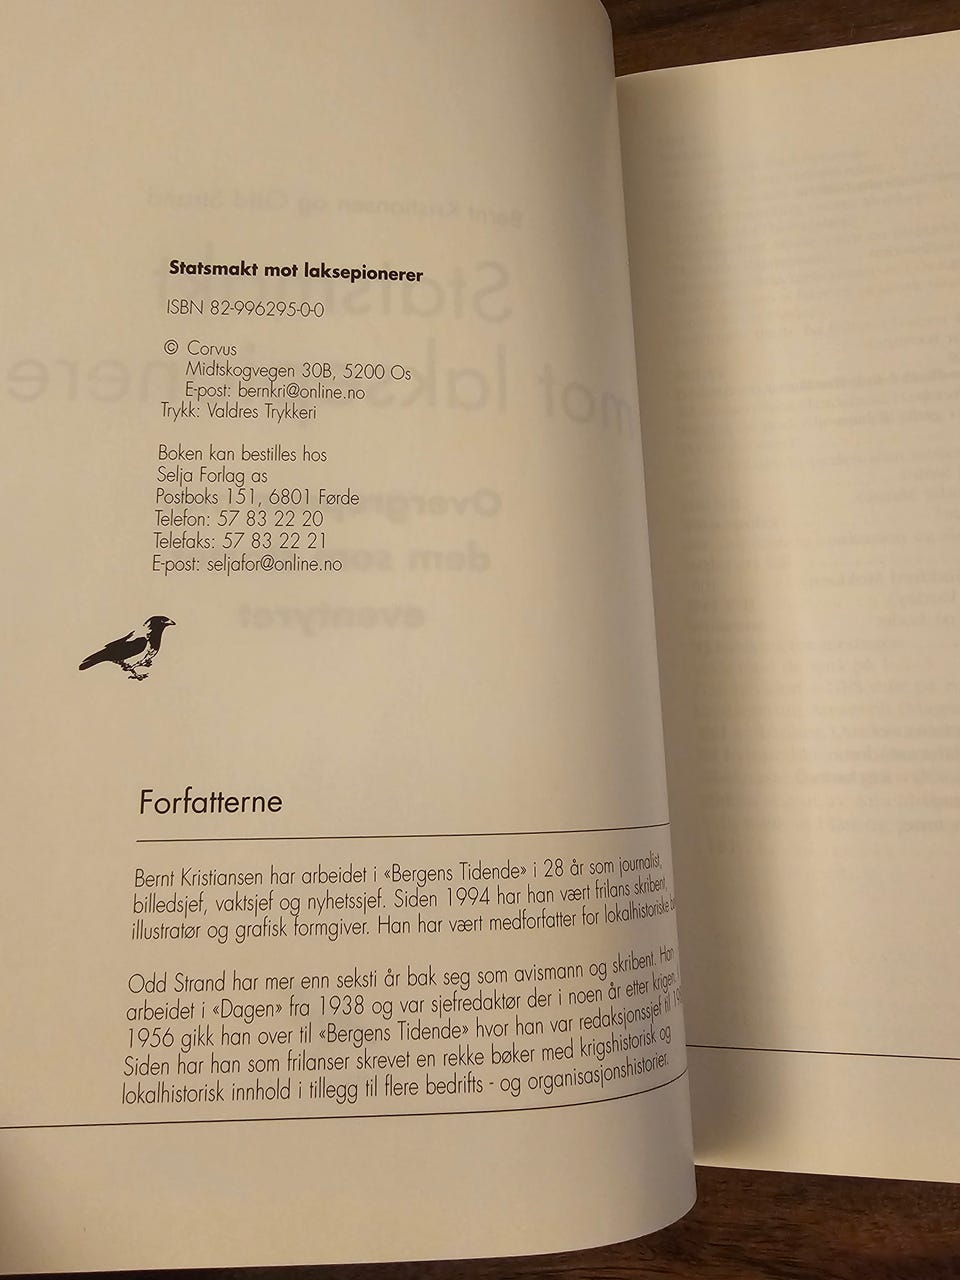 Statsmakt mot laksepionerer
ISBN 82-996295-0-0
© Corvus
Midtskogvegen 30B, 5200 Os
E-post: bernkri@online.no
Trykk: Valdres Trykkeri
Boken kan bestilles hos
Selja Forlag as
Postboks 151, 6801 Førde
Telefon: 57 83 22 20
Telefaks: 57 83 22 21
E-post: seljafor@online.no
Forfatterne
Bernt Kristiansen har arbeidet i «Bergens Tidende» i 28 år som journalist,
billedsjef, vaktsjef og nyhetssjef. Siden 1994 har han vært frilans skribent,
illustratør og grafisk formgiver. Han har vært medforfatter for lokalhistoriske
Odd Strand har mer enn seksti år bak seg som avismann og skribent. Han
arbeidet i «Dagen» fra 1938 og var sjefredaktør der i noen år etter krigen.
1956 gikk han over til «Bergens Tidende» hvor han var redaksjonssjef til
Siden har han som frilanser skrevet en rekke bøker med krigshistorisk og
lokalhistorisk innhold i tillegg til flere bedrifts - og organisasjonshistorier.